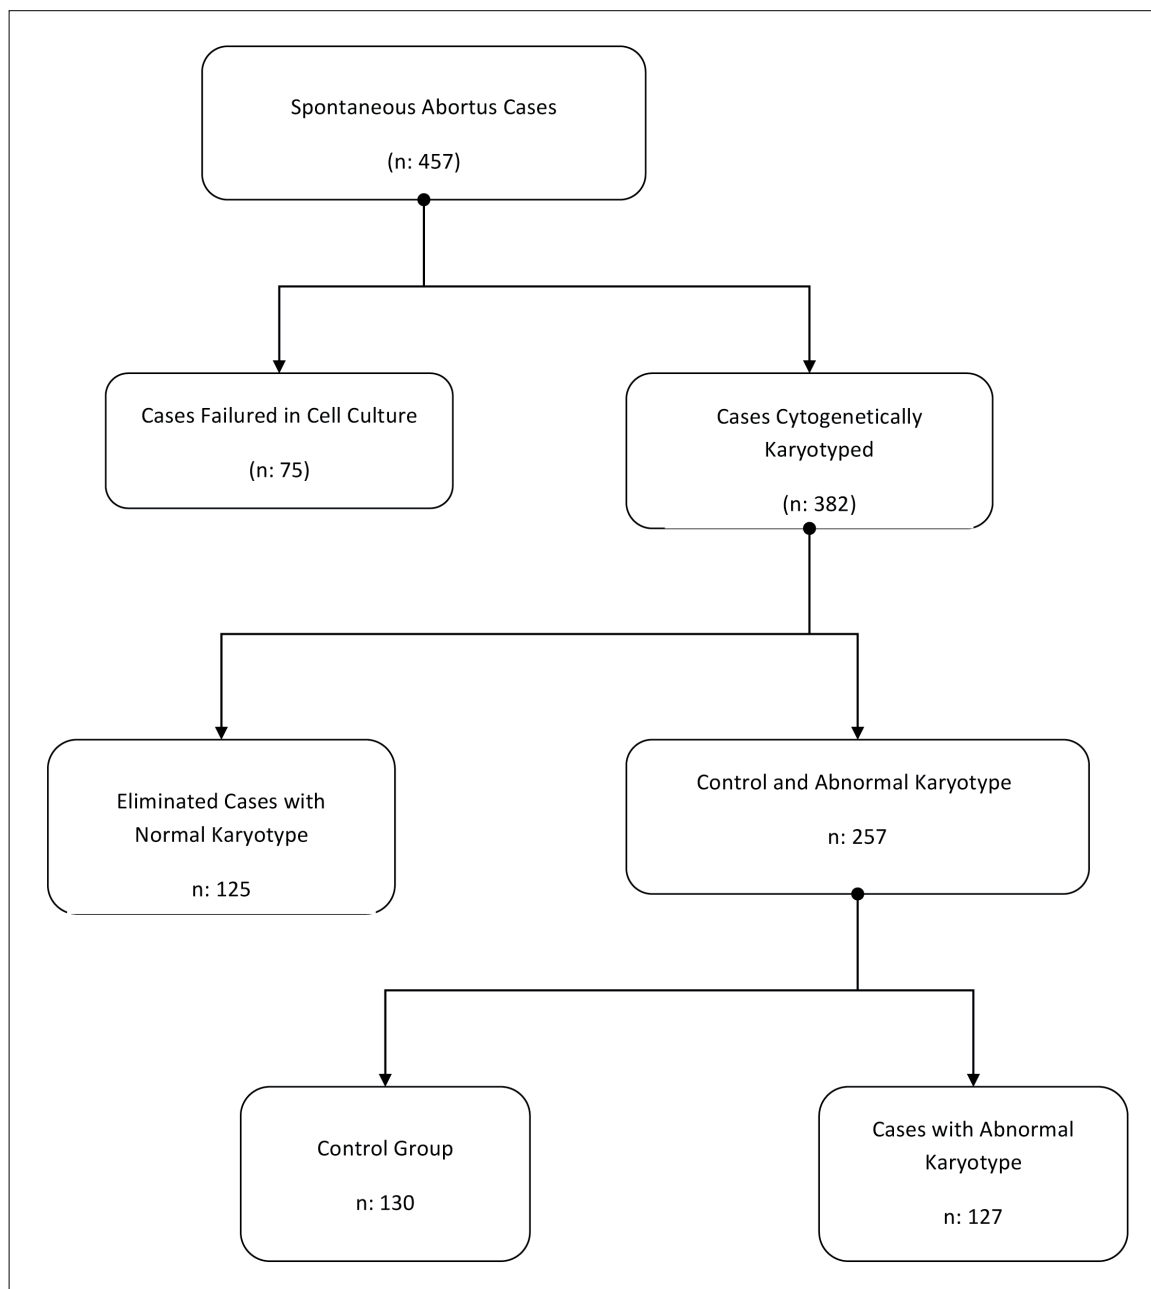 Spontaneous Abortus Cases
(n: 457)
Cases Failured in Cell Culture
(n: 75)
Cases Cytogenetically
Karyotyped
(n: 382)
Eliminated Cases with
Normal Karyotype
n: 125
Control and Abnormal Karyotype
n: 257
Control Group
n: 130
Cases with Abnormal
Karyotype
n: 127